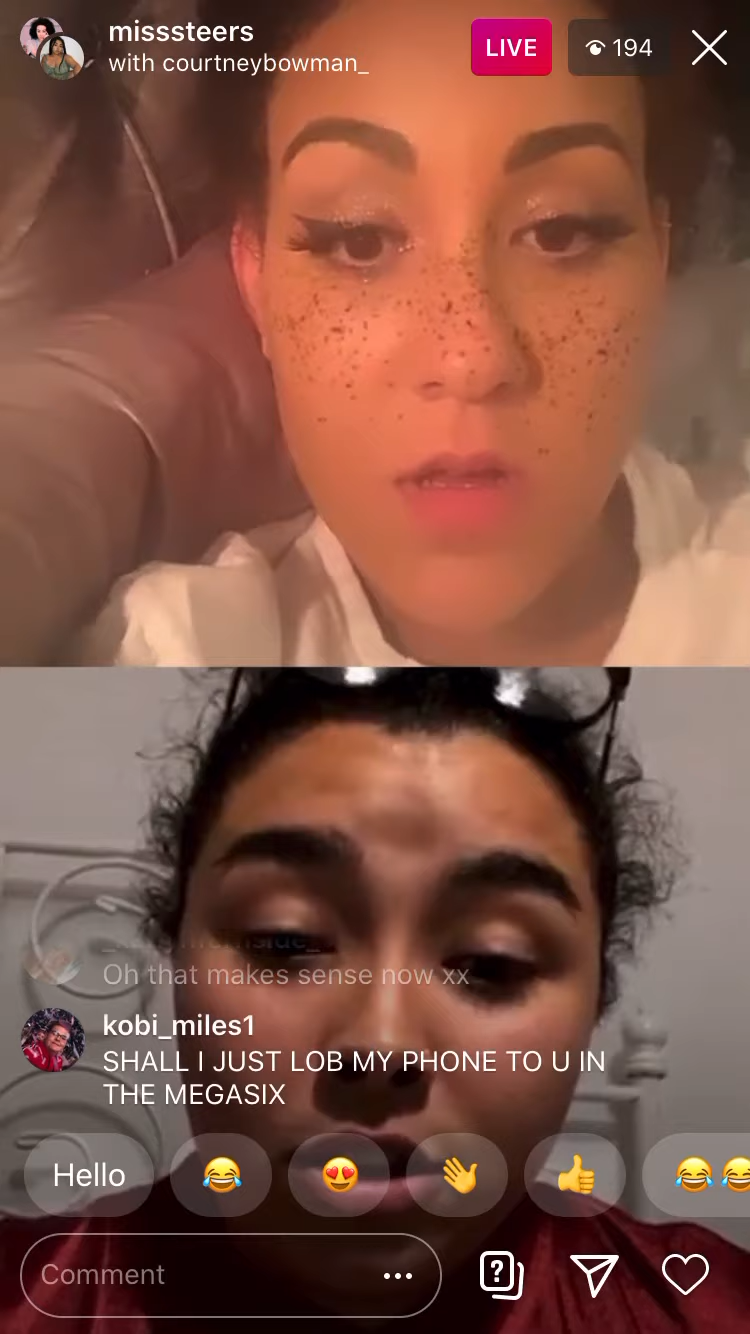 misssteers
LIVE
194
with courtneybowman_
Oh that makes sense now xx
kobi_miles1
SHALL I JUST LOB MY PHONE TO U IN
THE MEGASIX
Hello
Comment